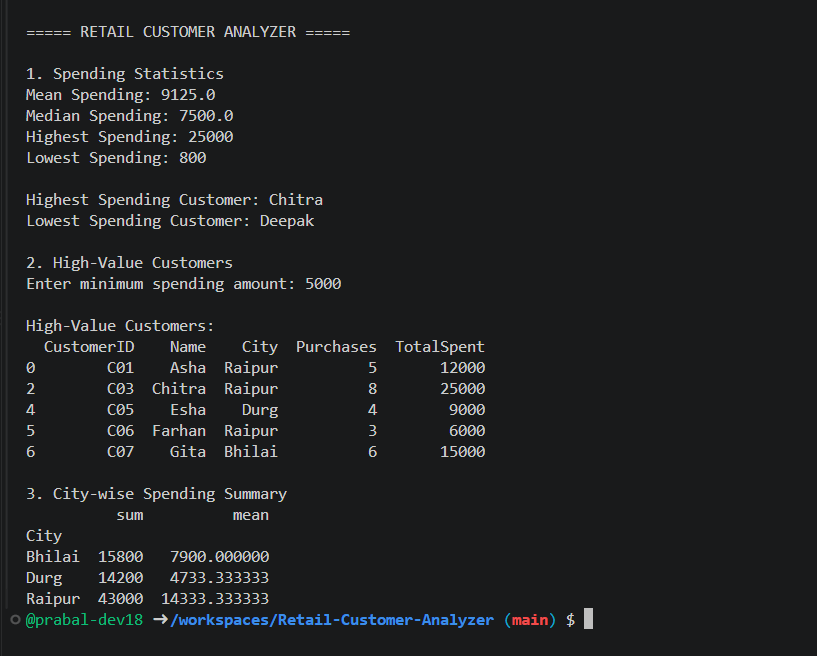 ===== RETAIL CUSTOMER ANALYZER =====
1. Spending Statistics
Mean Spending: 9125.0
Median Spending: 7500.0
Highest Spending: 25000
Lowest Spending: 800
Highest Spending Customer: Chitra
Lowest Spending Customer: Deepak
2. High-Value Customers
Enter minimum spending amount: 5000
High-Value Customers:
  CustomerID    Name    City  Purchases  TotalSpent
0        C01    Asha  Raipur          5       12000
2        C03  Chitra  Raipur          8       25000
4        C05    Esha    Durg          4        9000
5        C06  Farhan  Raipur          3        6000
6        C07    Gita  Bhilai          6       15000
3. City-wise Spending Summary
          sum          mean
City
Bhilai  15800   7900.000000
Durg    14200   4733.333333
Raipur  43000  14333.333333
@prabal-dev18 ➜/workspaces/Retail-Customer-Analyzer (main) $